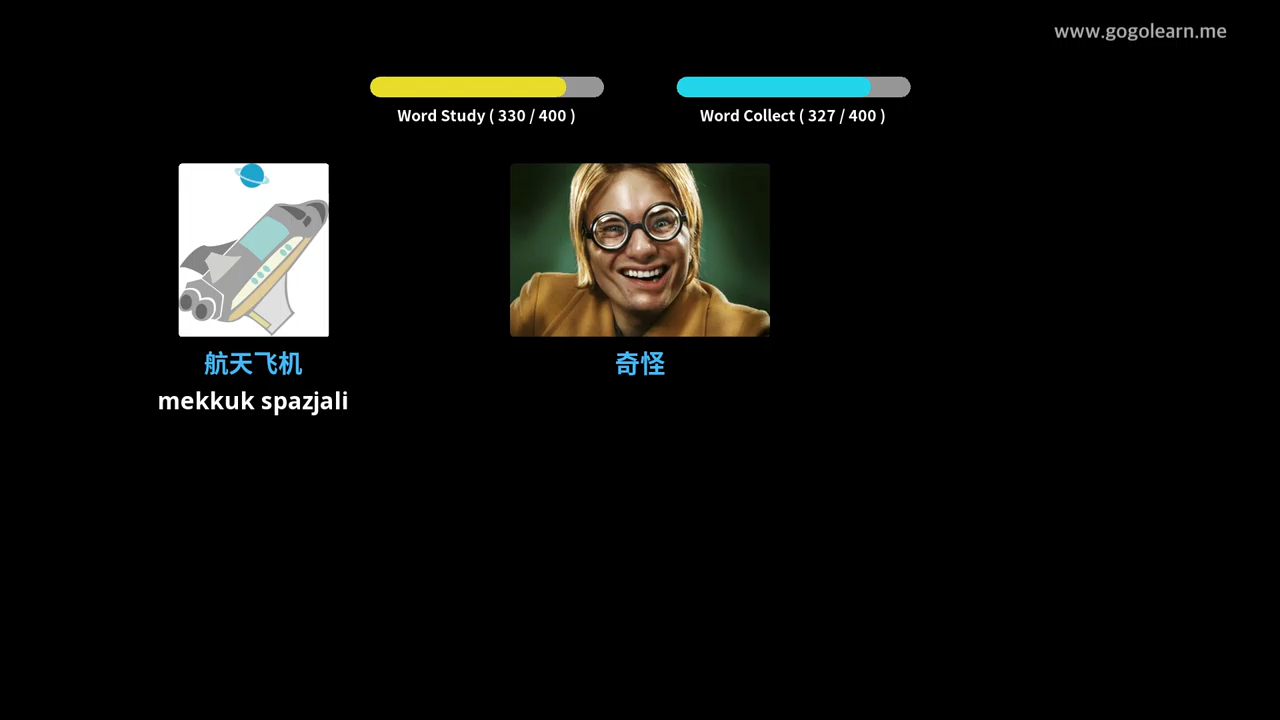 www.gogolearn.me
Word Study ( 330 / 400 )
Word Collect ( 327 / 400 )
航天飞机
奇怪
mekkuk spazjali